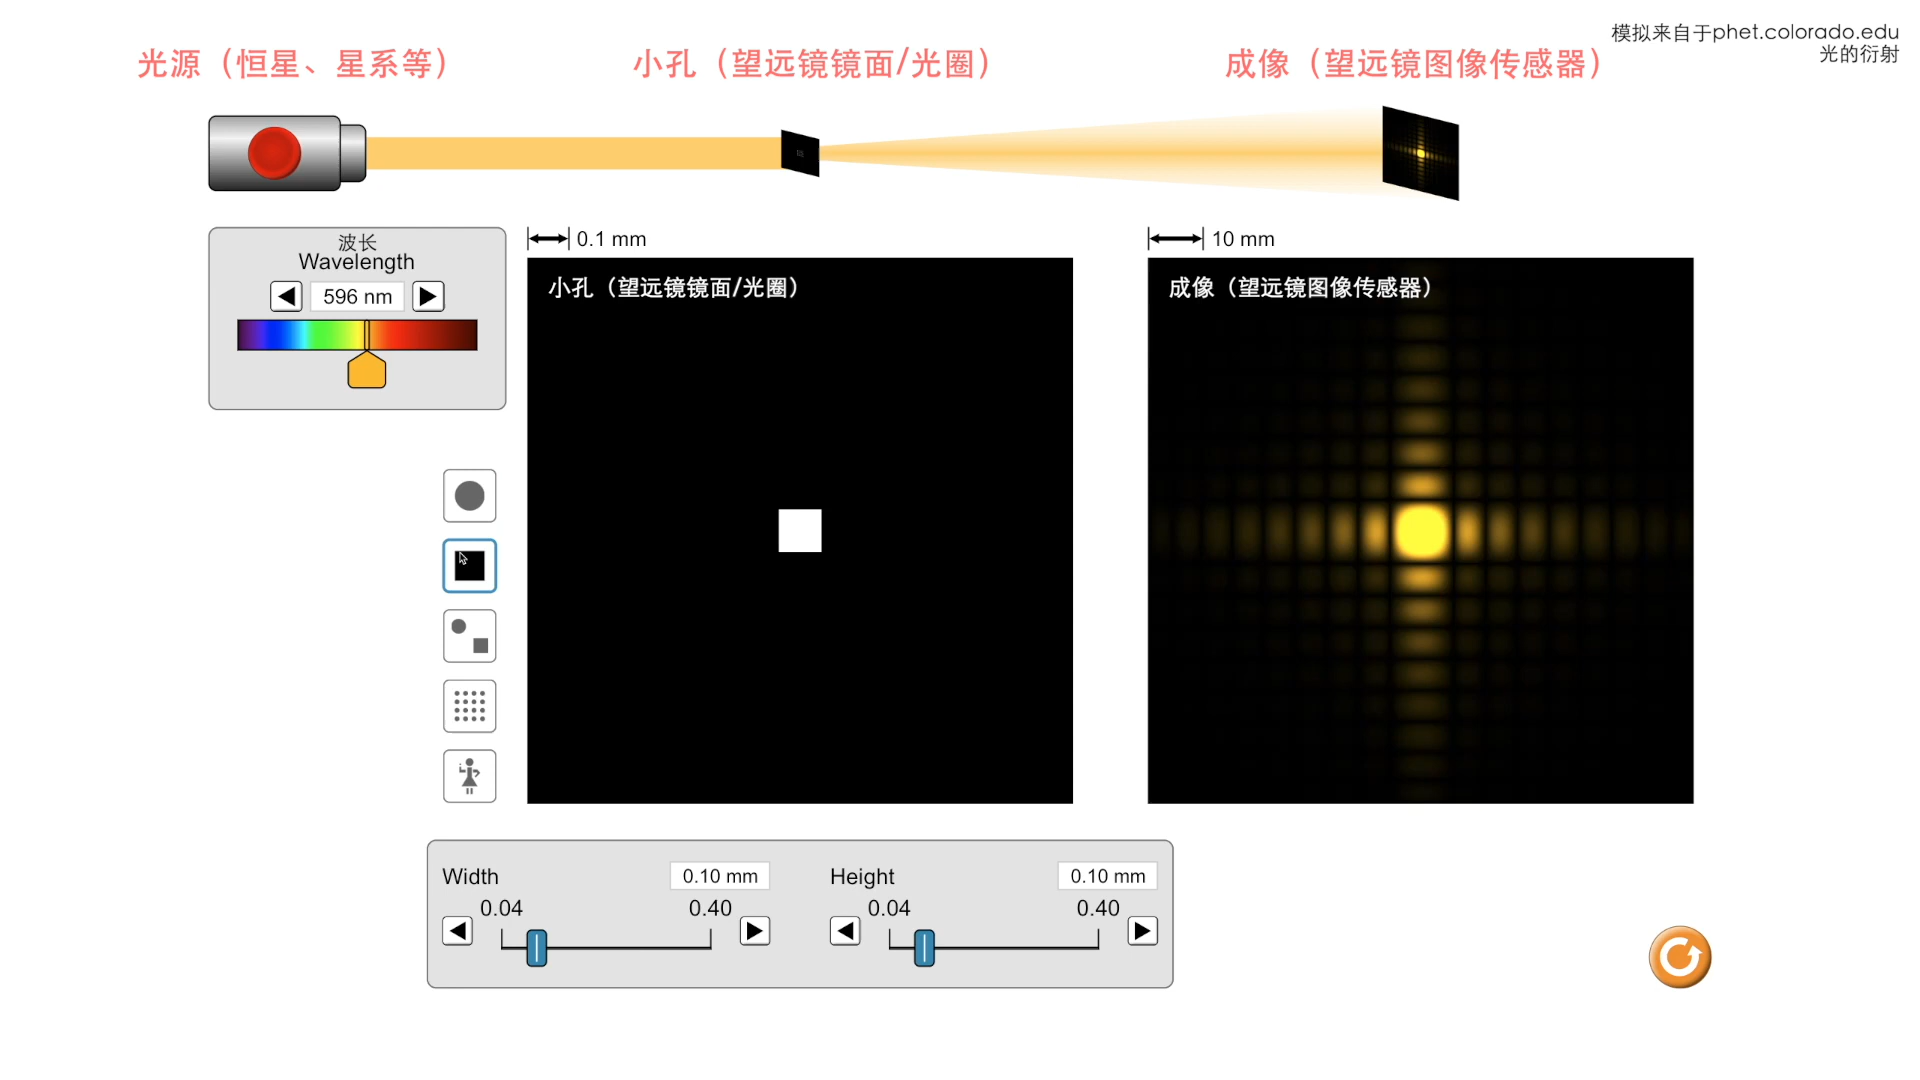 模拟来自于phet.colorado.edu
光的衍射
光源（恒星、星系等）
小孔（望远镜镜面/光圈）
成像（望远镜图像传感器）
波长
Wavelength
596 nm
0.1 mm
10 mm
小孔（望远镜镜面/光圈）
成像（望远镜图像传感器）
Width
0.10 mm
0.04
0.40
Height
0.10 mm
0.04
0.40